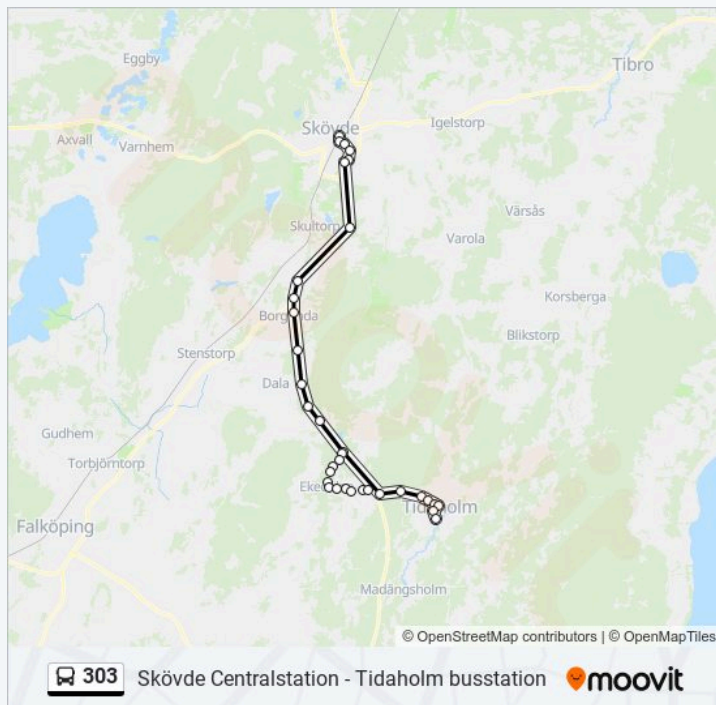 Eggby
Tibro
Skövde
Igelstorp
Axvall
Varnhem
Värsås
Skultorp
Varola
Korsberga
Borgunda
Blikstorp
Stenstorp
Dala
Gudhem
Torbjörntorp
Falköping
Tidaholm
Madängsholm
© OpenStreetMap contributors | © OpenMapTiles
303 Skövde Centralstation - Tidaholm busstation moovit